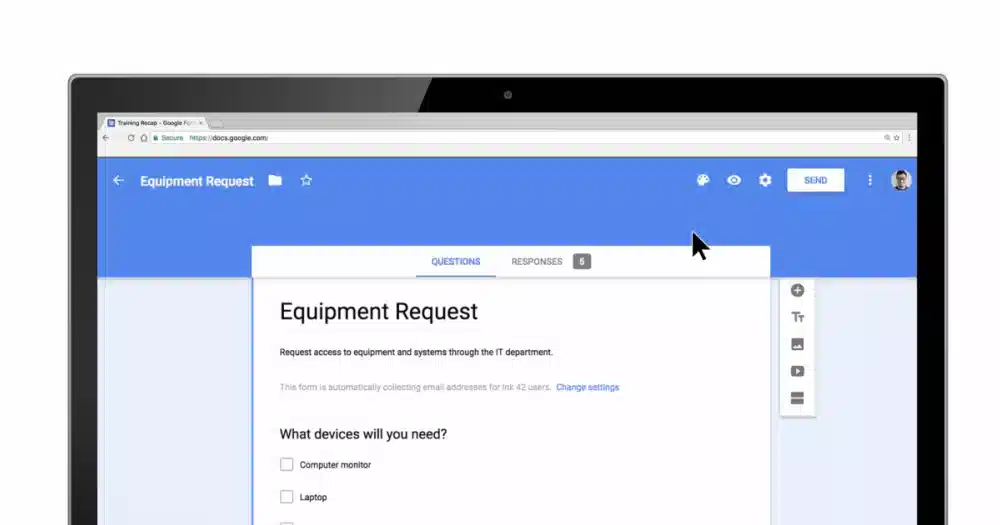 Training Recap - Google For
Secure https://docs.google.com/
Equipment Request
SEND
QUESTIONS RESPONSES 5
Equipment Request
Request access to equipment and systems through the IT department.
This form is automatically collecting email addresses for Ink 42 users. Change settings
What devices will you need?
Computer monitor
Laptop